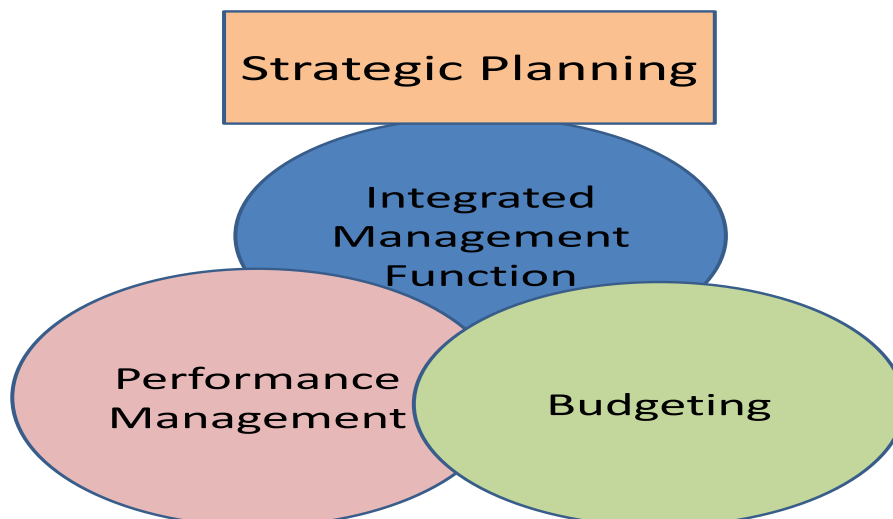 Strategic Planning
Integrated
Management
Function
Performance
Management
Budgeting